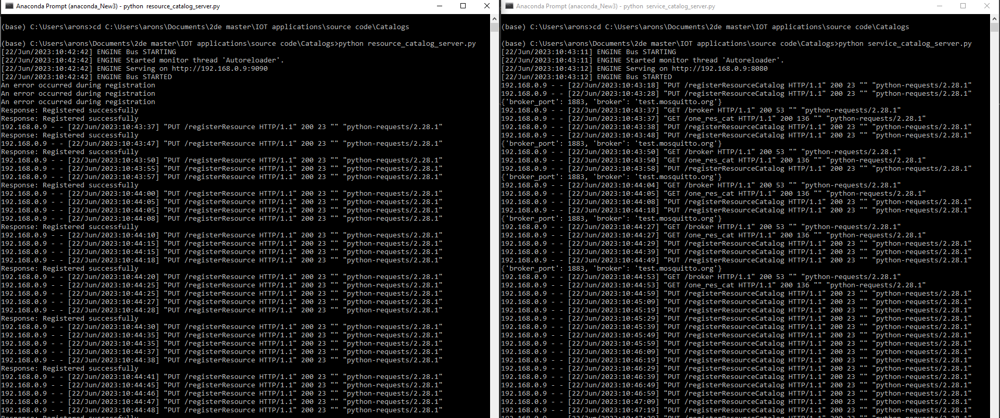 Anaconda Prompt (anaconda_New3) - python  resource_catalog_server.py
(base) C:\Users\arons>cd C:\Users\arons\Documents\2de master\IOT applications\source code\Catalogs
(base) C:\Users\arons\Documents\2de master\IOT applications\source code\Catalogs>python resource_catalog_server.py
[22/Jun/2023:10:42:42] ENGINE Bus STARTING
[22/Jun/2023:10:42:42] ENGINE Started monitor thread 'Autoreloader'.
[22/Jun/2023:10:42:42] ENGINE Serving on http://192.168.0.9:9090
[22/Jun/2023:10:42:42] ENGINE Bus STARTED
An error occurred during registration
An error occurred during registration
An error occurred during registration
Response: Registered successfully
Response: Registered successfully
192.168.0.9 - - [22/Jun/2023:10:43:37] "PUT /registerResource HTTP/1.1" 200 23 "" "python-requests/2.28.1"
Response: Registered successfully
192.168.0.9 - - [22/Jun/2023:10:43:47] "PUT /registerResource HTTP/1.1" 200 23 "" "python-requests/2.28.1"
Response: Registered successfully
192.168.0.9 - - [22/Jun/2023:10:43:50] "PUT /registerResource HTTP/1.1" 200 23 "" "python-requests/2.28.1"
192.168.0.9 - - [22/Jun/2023:10:43:55] "PUT /registerResource HTTP/1.1" 200 23 "" "python-requests/2.28.1"
192.168.0.9 - - [22/Jun/2023:10:43:57] "PUT /registerResource HTTP/1.1" 200 23 "" "python-requests/2.28.1"
Response: Registered successfully
192.168.0.9 - - [22/Jun/2023:10:44:00] "PUT /registerResource HTTP/1.1" 200 23 "" "python-requests/2.28.1"
192.168.0.9 - - [22/Jun/2023:10:44:05] "PUT /registerResource HTTP/1.1" 200 23 "" "python-requests/2.28.1"
192.168.0.9 - - [22/Jun/2023:10:44:05] "PUT /registerResource HTTP/1.1" 200 23 "" "python-requests/2.28.1"
192.168.0.9 - - [22/Jun/2023:10:44:08] "PUT /registerResource HTTP/1.1" 200 23 "" "python-requests/2.28.1"
Response: Registered successfully
192.168.0.9 - - [22/Jun/2023:10:44:10] "PUT /registerResource HTTP/1.1" 200 23 "" "python-requests/2.28.1"
192.168.0.9 - - [22/Jun/2023:10:44:15] "PUT /registerResource HTTP/1.1" 200 23 "" "python-requests/2.28.1"
192.168.0.9 - - [22/Jun/2023:10:44:15] "PUT /registerResource HTTP/1.1" 200 23 "" "python-requests/2.28.1"
192.168.0.9 - - [22/Jun/2023:10:44:18] "PUT /registerResource HTTP/1.1" 200 23 "" "python-requests/2.28.1"
Response: Registered successfully
192.168.0.9 - - [22/Jun/2023:10:44:20] "PUT /registerResource HTTP/1.1" 200 23 "" "python-requests/2.28.1"
192.168.0.9 - - [22/Jun/2023:10:44:25] "PUT /registerResource HTTP/1.1" 200 23 "" "python-requests/2.28.1"
192.168.0.9 - - [22/Jun/2023:10:44:25] "PUT /registerResource HTTP/1.1" 200 23 "" "python-requests/2.28.1"
192.168.0.9 - - [22/Jun/2023:10:44:27] "PUT /registerResource HTTP/1.1" 200 23 "" "python-requests/2.28.1"
192.168.0.9 - - [22/Jun/2023:10:44:28] "PUT /registerResource HTTP/1.1" 200 23 "" "python-requests/2.28.1"
Response: Registered successfully
192.168.0.9 - - [22/Jun/2023:10:44:30] "PUT /registerResource HTTP/1.1" 200 23 "" "python-requests/2.28.1"
192.168.0.9 - - [22/Jun/2023:10:44:35] "PUT /registerResource HTTP/1.1" 200 23 "" "python-requests/2.28.1"
192.168.0.9 - - [22/Jun/2023:10:44:35] "PUT /registerResource HTTP/1.1" 200 23 "" "python-requests/2.28.1"
192.168.0.9 - - [22/Jun/2023:10:44:37] "PUT /registerResource HTTP/1.1" 200 23 "" "python-requests/2.28.1"
192.168.0.9 - - [22/Jun/2023:10:44:38] "PUT /registerResource HTTP/1.1" 200 23 "" "python-requests/2.28.1"
Response: Registered successfully
192.168.0.9 - - [22/Jun/2023:10:44:41] "PUT /registerResource HTTP/1.1" 200 23 "" "python-requests/2.28.1"
192.168.0.9 - - [22/Jun/2023:10:44:45] "PUT /registerResource HTTP/1.1" 200 23 "" "python-requests/2.28.1"
192.168.0.9 - - [22/Jun/2023:10:44:46] "PUT /registerResource HTTP/1.1" 200 23 "" "python-requests/2.28.1"
192.168.0.9 - - [22/Jun/2023:10:44:47] "PUT /registerResource HTTP/1.1" 200 23 "" "python-requests/2.28.1"
192.168.0.9 - - [22/Jun/2023:10:44:48] "PUT /registerResource HTTP/1.1" 200 23 "" "python-requests/2.28.1"
Anaconda Prompt (anaconda_New3) - python  service_catalog_server.py
(base) C:\Users\arons>cd C:\Users\arons\Documents\2de master\IOT applications\source code\Catalogs
(base) C:\Users\arons\Documents\2de master\IOT applications\source code\Catalogs>python service_catalog_server.py
[22/Jun/2023:10:43:11] ENGINE Bus STARTING
[22/Jun/2023:10:43:11] ENGINE Started monitor thread 'Autoreloader'.
[22/Jun/2023:10:43:12] ENGINE Serving on http://192.168.0.9:8080
[22/Jun/2023:10:43:12] ENGINE Bus STARTED
192.168.0.9 - - [22/Jun/2023:10:43:18] "PUT /registerResourceCatalog HTTP/1.1" 200 23 "" "python-requests/2.28.1"
192.168.0.9 - - [22/Jun/2023:10:43:28] "PUT /registerResourceCatalog HTTP/1.1" 200 23 "" "python-requests/2.28.1"
{'broker_port': 1883, 'broker': 'test.mosquitto.org'}
192.168.0.9 - - [22/Jun/2023:10:43:37] "GET /broker HTTP/1.1" 200 53 "" "python-requests/2.28.1"
192.168.0.9 - - [22/Jun/2023:10:43:37] "GET /one_res_cat HTTP/1.1" 200 136 "" "python-requests/2.28.1"
192.168.0.9 - - [22/Jun/2023:10:43:38] "PUT /registerResourceCatalog HTTP/1.1" 200 23 "" "python-requests/2.28.1"
192.168.0.9 - - [22/Jun/2023:10:43:48] "PUT /registerResourceCatalog HTTP/1.1" 200 23 "" "python-requests/2.28.1"
{'broker_port': 1883, 'broker': 'test.mosquitto.org'}
192.168.0.9 - - [22/Jun/2023:10:43:50] "GET /broker HTTP/1.1" 200 53 "" "python-requests/2.28.1"
192.168.0.9 - - [22/Jun/2023:10:43:50] "GET /one_res_cat HTTP/1.1" 200 136 "" "python-requests/2.28.1"
192.168.0.9 - - [22/Jun/2023:10:43:58] "PUT /registerResourceCatalog HTTP/1.1" 200 23 "" "python-requests/2.28.1"
{'broker_port': 1883, 'broker': 'test.mosquitto.org'}
192.168.0.9 - - [22/Jun/2023:10:44:04] "GET /broker HTTP/1.1" 200 53 "" "python-requests/2.28.1"
192.168.0.9 - - [22/Jun/2023:10:44:05] "GET /one_res_cat HTTP/1.1" 200 136 "" "python-requests/2.28.1"
192.168.0.9 - - [22/Jun/2023:10:44:08] "PUT /registerResourceCatalog HTTP/1.1" 200 23 "" "python-requests/2.28.1"
192.168.0.9 - - [22/Jun/2023:10:44:18] "PUT /registerResourceCatalog HTTP/1.1" 200 23 "" "python-requests/2.28.1"
{'broker_port': 1883, 'broker': 'test.mosquitto.org'}
192.168.0.9 - - [22/Jun/2023:10:44:27] "GET /broker HTTP/1.1" 200 53 "" "python-requests/2.28.1"
192.168.0.9 - - [22/Jun/2023:10:44:27] "GET /one_res_cat HTTP/1.1" 200 136 "" "python-requests/2.28.1"
192.168.0.9 - - [22/Jun/2023:10:44:29] "PUT /registerResourceCatalog HTTP/1.1" 200 23 "" "python-requests/2.28.1"
192.168.0.9 - - [22/Jun/2023:10:44:39] "PUT /registerResourceCatalog HTTP/1.1" 200 23 "" "python-requests/2.28.1"
192.168.0.9 - - [22/Jun/2023:10:44:49] "PUT /registerResourceCatalog HTTP/1.1" 200 23 "" "python-requests/2.28.1"
{'broker_port': 1883, 'broker': 'test.mosquitto.org'}
192.168.0.9 - - [22/Jun/2023:10:44:53] "GET /broker HTTP/1.1" 200 53 "" "python-requests/2.28.1"
192.168.0.9 - - [22/Jun/2023:10:44:53] "GET /one_res_cat HTTP/1.1" 200 136 "" "python-requests/2.28.1"
192.168.0.9 - - [22/Jun/2023:10:44:59] "PUT /registerResourceCatalog HTTP/1.1" 200 23 "" "python-requests/2.28.1"
192.168.0.9 - - [22/Jun/2023:10:45:09] "PUT /registerResourceCatalog HTTP/1.1" 200 23 "" "python-requests/2.28.1"
192.168.0.9 - - [22/Jun/2023:10:45:19] "PUT /registerResourceCatalog HTTP/1.1" 200 23 "" "python-requests/2.28.1"
192.168.0.9 - - [22/Jun/2023:10:45:29] "PUT /registerResourceCatalog HTTP/1.1" 200 23 "" "python-requests/2.28.1"
192.168.0.9 - - [22/Jun/2023:10:45:39] "PUT /registerResourceCatalog HTTP/1.1" 200 23 "" "python-requests/2.28.1"
192.168.0.9 - - [22/Jun/2023:10:45:49] "PUT /registerResourceCatalog HTTP/1.1" 200 23 "" "python-requests/2.28.1"
192.168.0.9 - - [22/Jun/2023:10:45:59] "PUT /registerResourceCatalog HTTP/1.1" 200 23 "" "python-requests/2.28.1"
192.168.0.9 - - [22/Jun/2023:10:46:09] "PUT /registerResourceCatalog HTTP/1.1" 200 23 "" "python-requests/2.28.1"
192.168.0.9 - - [22/Jun/2023:10:46:19] "PUT /registerResourceCatalog HTTP/1.1" 200 23 "" "python-requests/2.28.1"
192.168.0.9 - - [22/Jun/2023:10:46:29] "PUT /registerResourceCatalog HTTP/1.1" 200 23 "" "python-requests/2.28.1"
192.168.0.9 - - [22/Jun/2023:10:46:39] "PUT /registerResourceCatalog HTTP/1.1" 200 23 "" "python-requests/2.28.1"
192.168.0.9 - - [22/Jun/2023:10:46:49] "PUT /registerResourceCatalog HTTP/1.1" 200 23 "" "python-requests/2.28.1"
192.168.0.9 - - [22/Jun/2023:10:46:59] "PUT /registerResourceCatalog HTTP/1.1" 200 23 "" "python-requests/2.28.1"
192.168.0.9 - - [22/Jun/2023:10:47:09] "PUT /registerResourceCatalog HTTP/1.1" 200 23 "" "python-requests/2.28.1"
192.168.0.9 - - [22/Jun/2023:10:47:19] "PUT /registerResourceCatalog HTTP/1.1" 200 23 "" "python-requests/2.28.1"